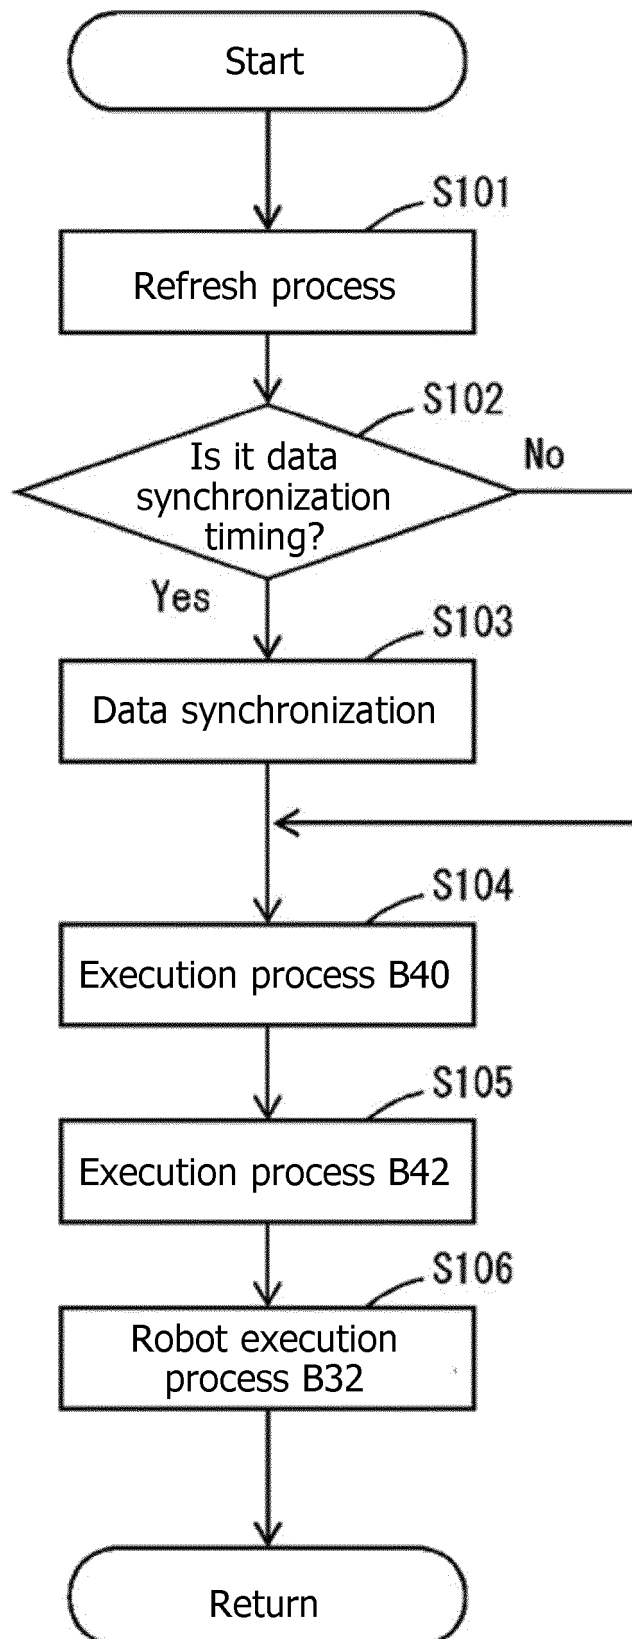 Start
S101
Refresh process
S102
Is it data
synchronization
timing?
No
Yes
S103
Data synchronization
S104
Execution process B40
S105
Execution process B42
S106
Robot execution
process B32
Return